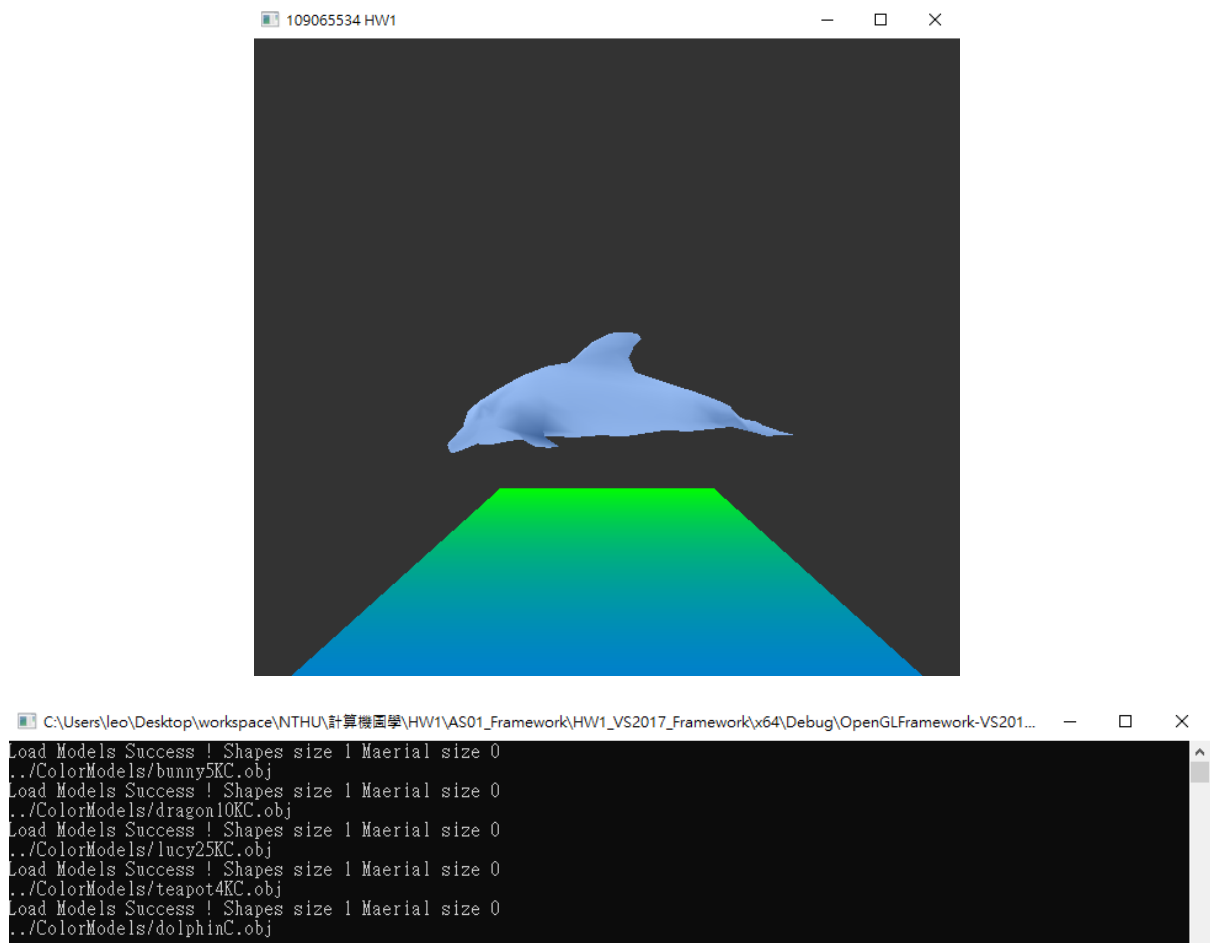 109065534 HW1
C:\Users\leo\Desktop\workspace\NTHU\計算機圖學\HW1\AS01_Framework\HW1_VS2017_Framework\x64\Debug\OpenGLFramework-VS201...
Load Models Success ! Shapes size 1 Maerial size 0
../ColorModels/bunny5KC.obj
Load Models Success ! Shapes size 1 Maerial size 0
../ColorModels/dragon10KC.obj
Load Models Success ! Shapes size 1 Maerial size 0
../ColorModels/lucy25KC.obj
Load Models Success ! Shapes size 1 Maerial size 0
../ColorModels/teapot4KC.obj
Load Models Success ! Shapes size 1 Maerial size 0
../ColorModels/dolphinC.obj